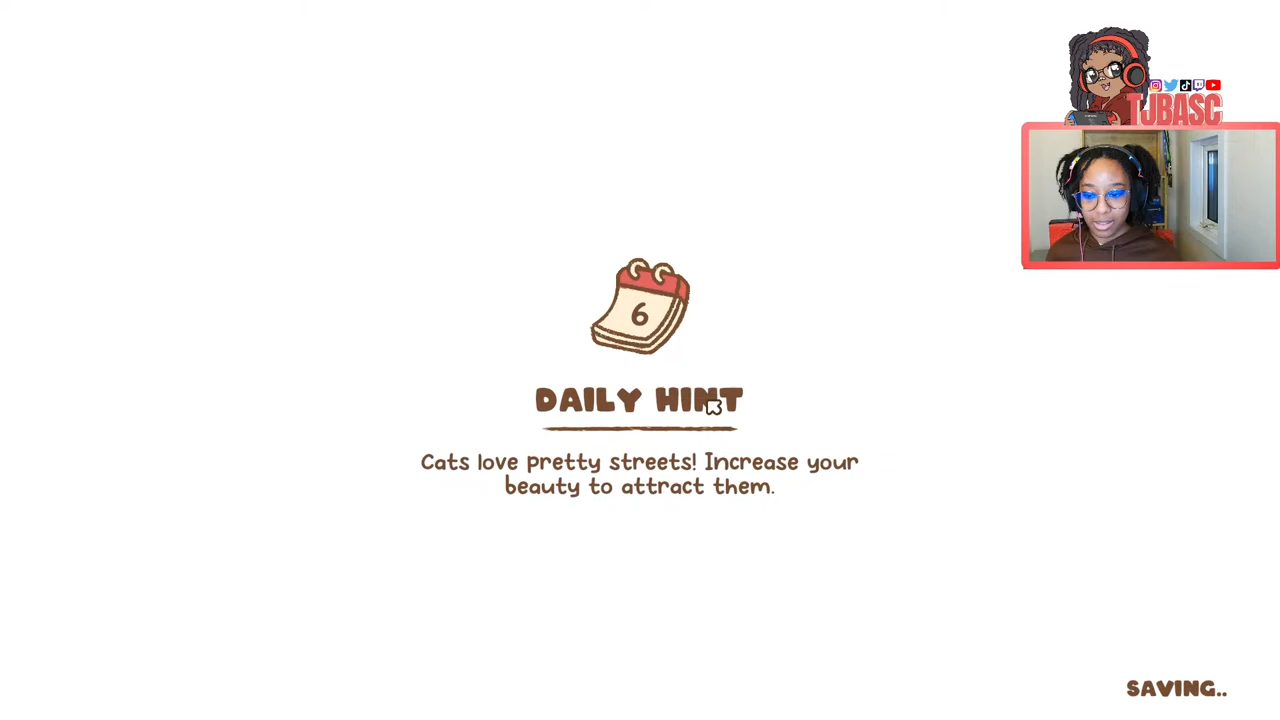 TJBASC
6
DAILY HINT
Cats love pretty streets! Increase your
beauty to attract them.
SAVING..